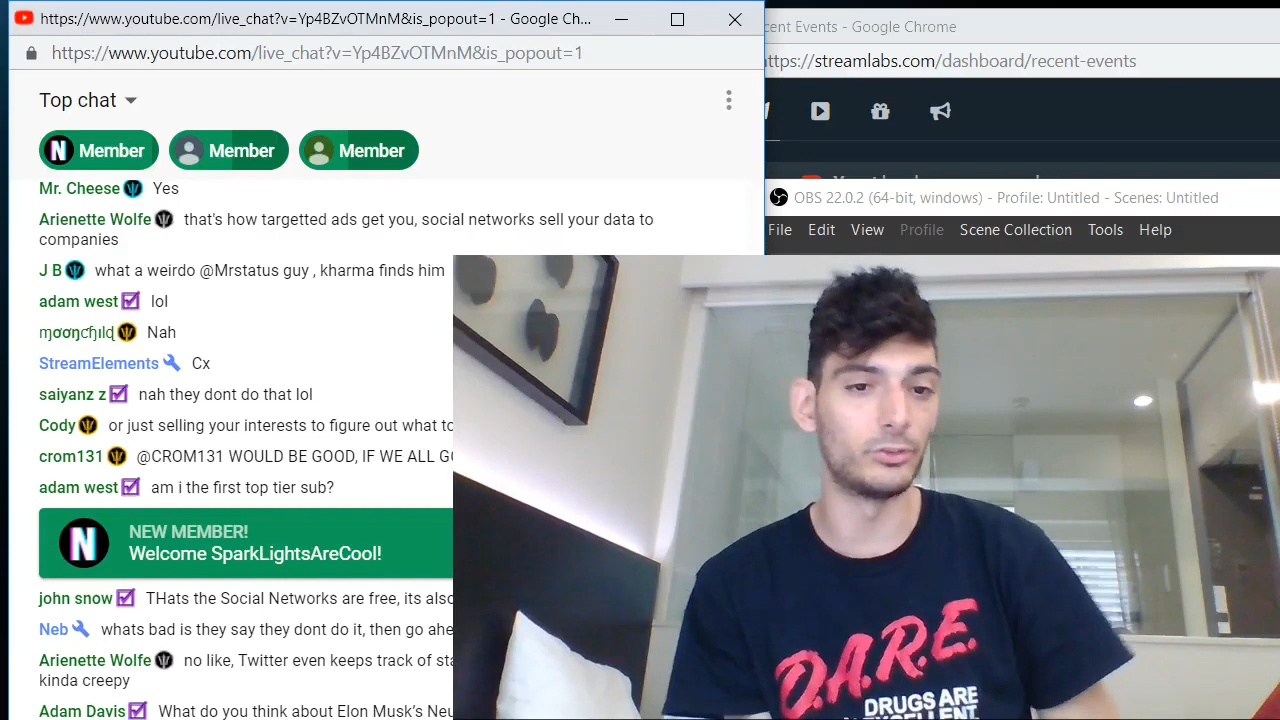 https://www.youtube.com/live_chat?v=Yp4BZvOTMnM&is_popout=1 - Google Ch...
https://www.youtube.com/live_chat?v=Yp4BZvOTMnM&is_popout=1
Top chat
Member
Member
Member
Mr. Cheese Yes
Arienette Wolfe that's how targetted ads get you, social networks sell your data to
companies
J B what a weirdo @Mrstatus guy , kharma finds him
adam west lol
Nah
StreamElements Cx
saiyanz z nah they dont do that lol
Cody or just selling your interests to figure out what to
crom131 @CROM131 WOULD BE GOOD, IF WE ALL GO
adam west am i the first top tier sub?
NEW MEMBER!
Welcome SparkLightsAreCool!
john snow THats the Social Networks are free, its also
Neb whats bad is they say they dont do it, then go ahe
Arienette Wolfe no like, Twitter even keeps track of sta
kinda creepy
Adam Davis What do you think about Elon Musk's Neu
cent Events - Google Chrome
ttps://streamlabs.com/dashboard/recent-events
OBS 22.0.2 (64-bit, windows) - Profile: Untitled - Scenes: Untitled
File Edit View Profile Scene Collection Tools Help
D.A.R.E.
DRUGS ARE
EXCELLENT